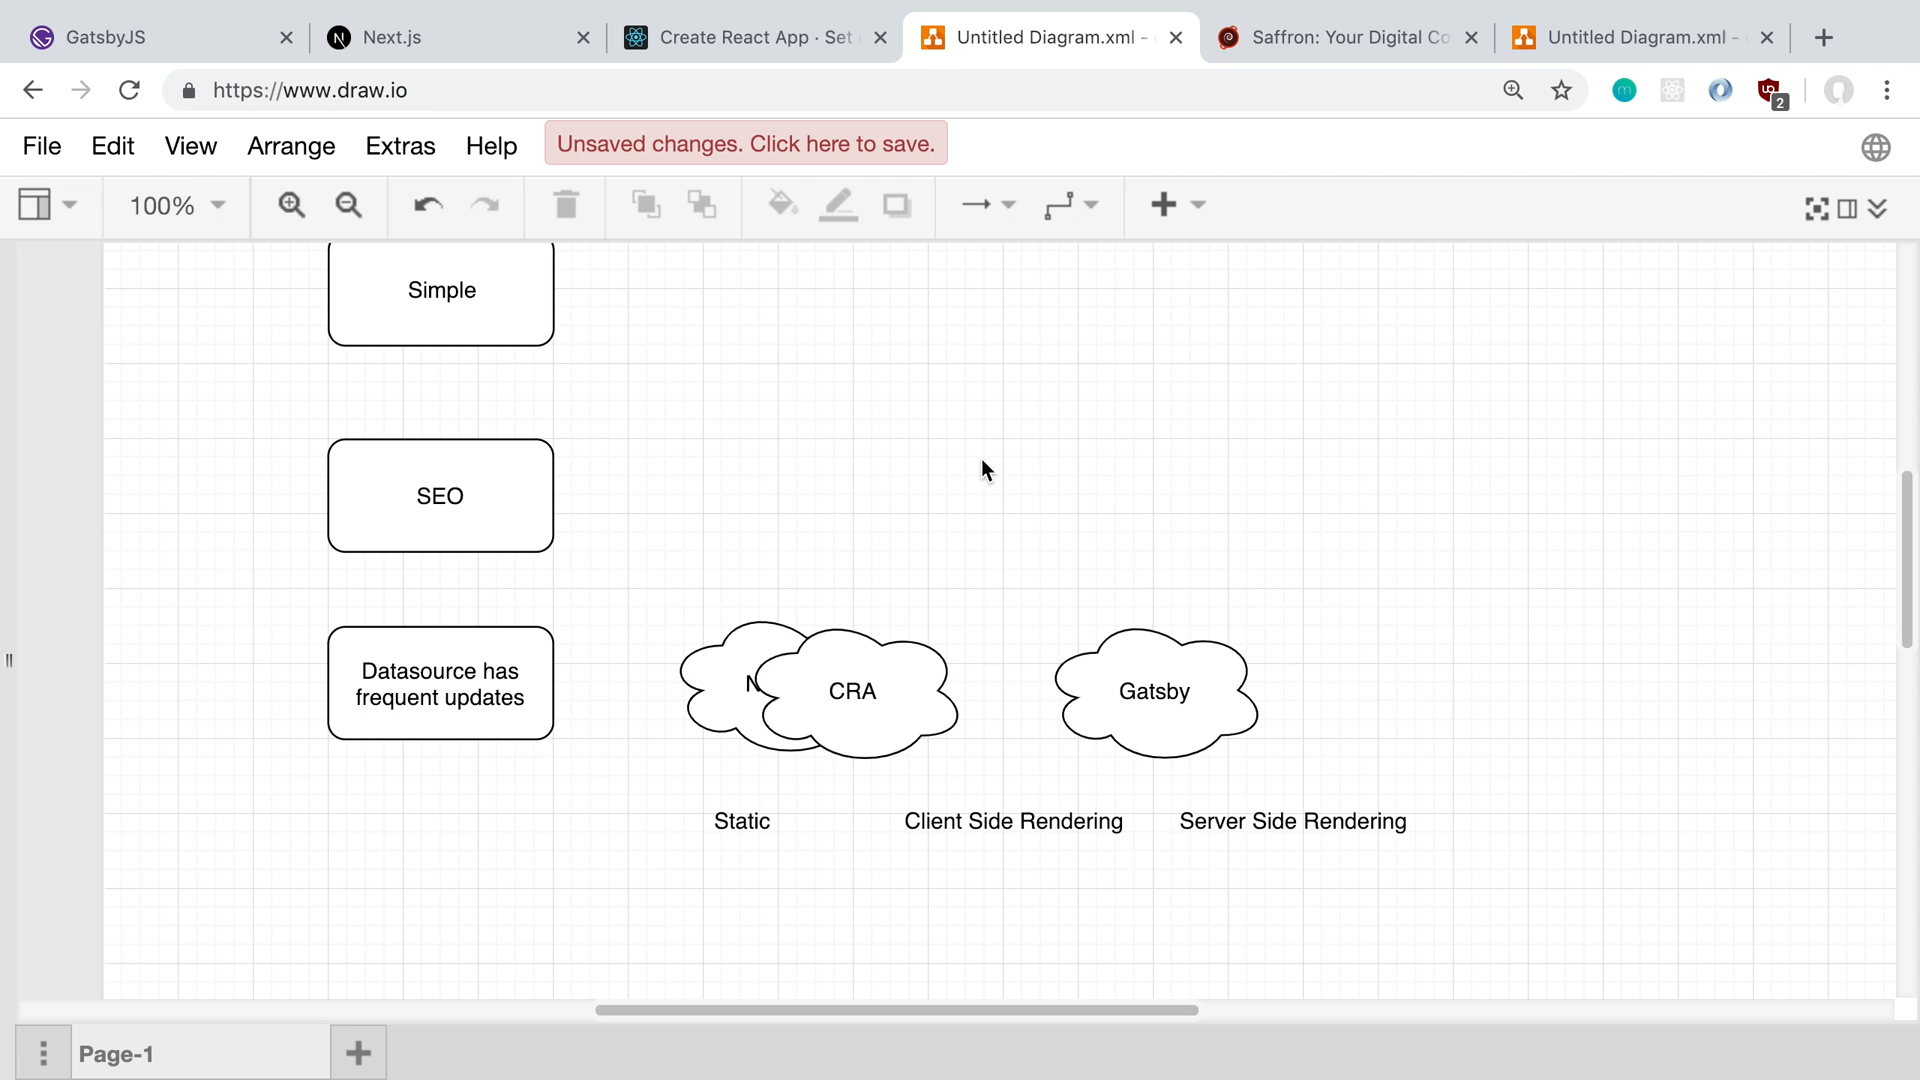 GatsbyJS
Next.js
Create React App · Set
Untitled Diagram.xml -
Saffron: Your Digital Co
Untitled Diagram.xml -
https://www.draw.io
2
File Edit View Arrange Extras Help
Unsaved changes. Click here to save.
100%
Simple
SEO
Datasource has
frequent updates
N
CRA
Gatsby
Static
Client Side Rendering
Server Side Rendering
Page-1